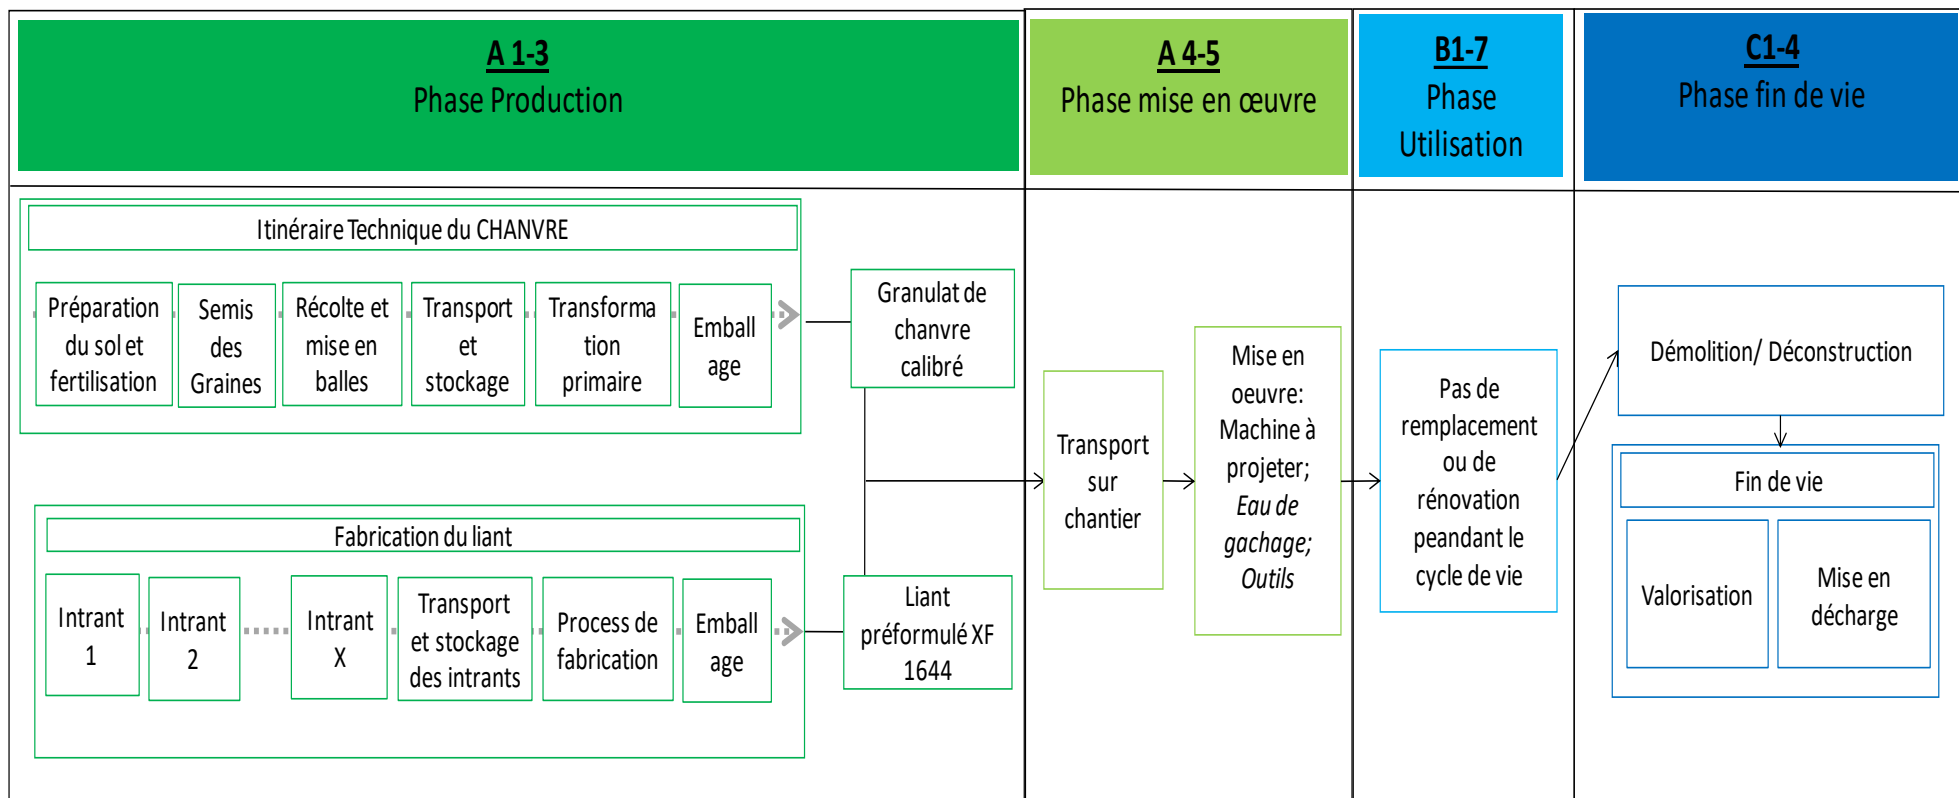 A 1-3
Phase Production
A 4-5
Phase mise en œuvre
B1-7
Phase
Utilisation
C1-4
Phase fin de vie
Itinéraire Technique du CHANVRE
Préparation
du sol et
fertilisation
Semis
des
Graines
Récolte et
mise en
balles
Transport
et
stockage
Transforma
tion
primaire
Emball
age
Granulat de
chanvre
calibré
Fabrication du liant
Intrant
1
Intrant
2
Intrant
X
Transport
et stockage
des intrants
Process de
fabrication
Emball
age
Liant
préformulé XF
1644
Transport
sur
chantier
Mise en
oeuvre:
Machine à
projeter;
Eau de
gachage;
Outils
Pas de
remplacement
ou de
rénovation
peandant le
cycle de vie
Démolition/ Déconstruction
Fin de vie
Valorisation
Mise en
décharge